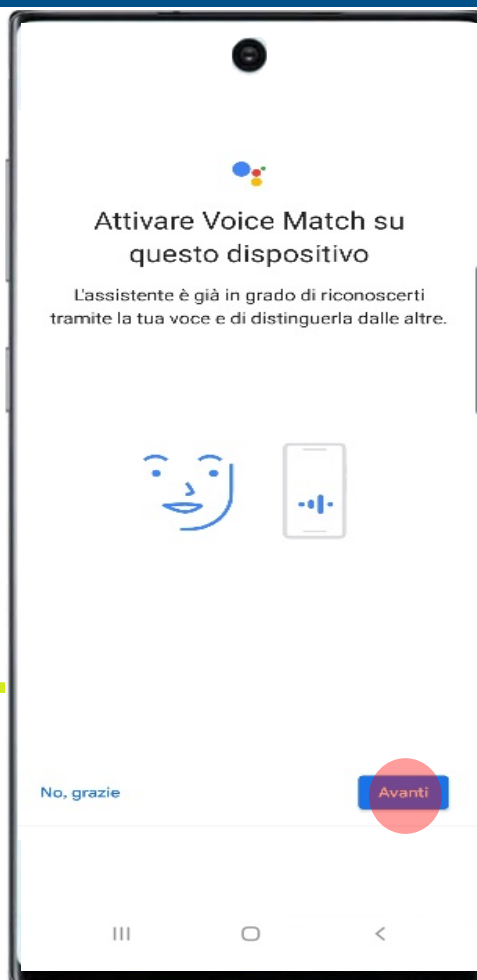 Attivare Voice Match su
questo dispositivo
L'assistente è già in grado di riconoscerti
tramite la tua voce e di distinguerla dalle altre.
No, grazie
Avanti